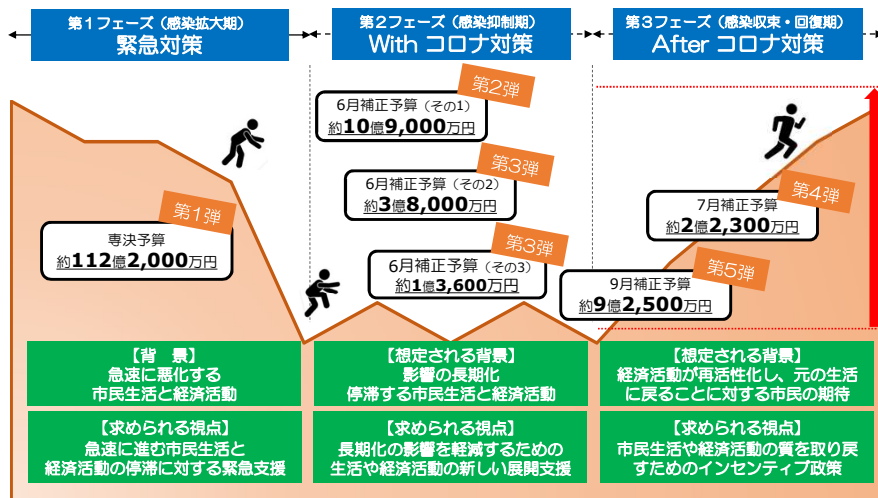 第1フェーズ（感染拡大期）
緊急対策
第２フェーズ（感染抑制期）
With コロナ対策
第３フェーズ（感染収束・回復期）
After コロナ対策
第1弾
専決予算
約112億2,000万円
第2弾
6月補正予算（その1）
約10億9,000万円
第3弾
6月補正予算（その2）
約3億8,000万円
第3弾
6月補正予算（その3）
約1億3,600万円
第4弾
7月補正予算
約2億2,300万円
第5弾
9月補正予算
約9億2,500万円
【背　景】
急速に悪化する
市民生活と経済活動
【求められる視点】
急速に進む市民生活と
経済活動の停滞に対する緊急支援
【想定される背景】
影響の長期化
停滞する市民生活と経済活動
【求められる視点】
長期化の影響を軽減するための
生活や経済活動の新しい展開支援
【想定される背景】
経済活動が再活性化し、元の生活
に戻ることに対する市民の期待
【求められる視点】
市民生活や経済活動の質を取り戻
すためのインセンティブ政策